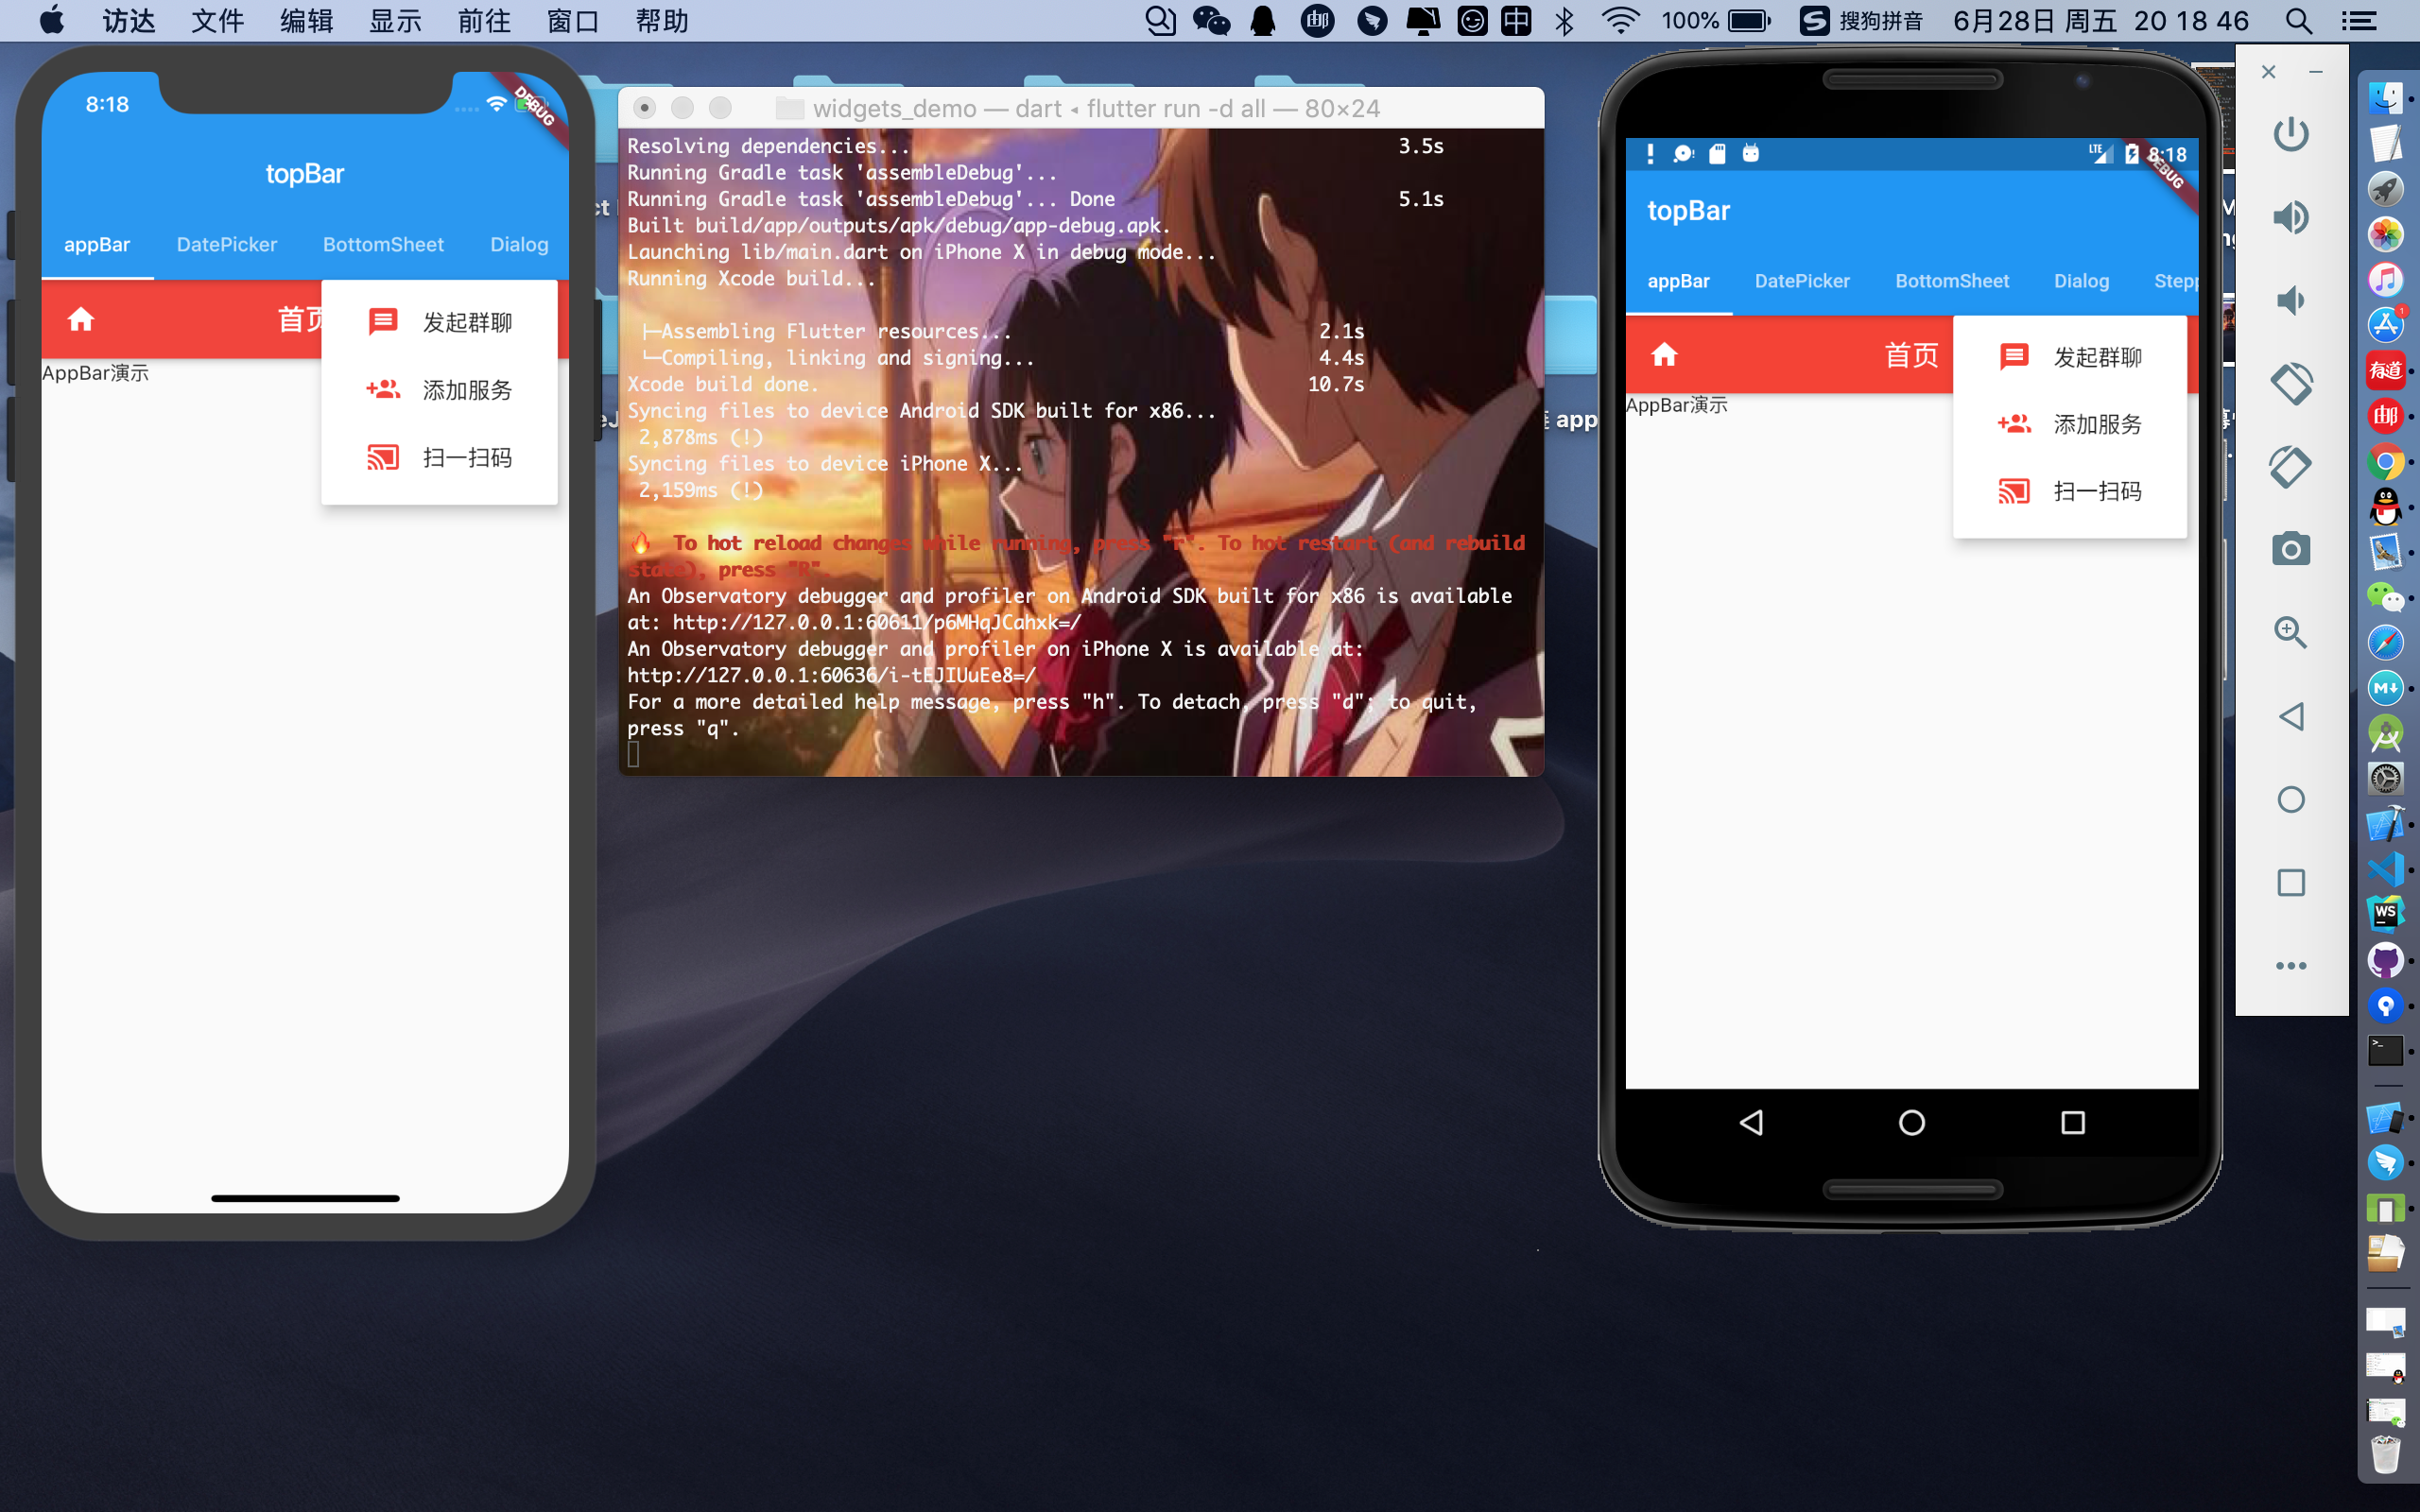 访达 文件 编辑 显示 前往 窗口 帮助 邮 中 100% 搜狗拼音 6月28日 周五 20 18 46
8:18
DEBUG
topBar
appBar DatePicker BottomSheet Dialog
首页
发起群聊
添加服务
扫一扫码
AppBar演示
widgets_demo — dart ◂ flutter run -d all — 80×24
Resolving dependencies... 3.5s
Running Gradle task 'assembleDebug'...
Running Gradle task 'assembleDebug'... Done 5.1s
Built build/app/outputs/apk/debug/app-debug.apk.
Launching lib/main.dart on iPhone X in debug mode...
Running Xcode build...
├─Assembling Flutter resources... 2.1s
└─Compiling, linking and signing... 4.4s
Xcode build done. 10.7s
Syncing files to device Android SDK built for x86...
2,878ms (!)
Syncing files to device iPhone X...
2,159ms (!)
🔥 To hot reload changes while running, press "r". To hot restart (and rebuild
state), press "R".
An Observatory debugger and profiler on Android SDK built for x86 is available
at: http://127.0.0.1:60611/p6MHqJCahxk=/
An Observatory debugger and profiler on iPhone X is available at:
http://127.0.0.1:60636/i-tEJIUuEe8=/
For a more detailed help message, press "h". To detach, press "d"; to quit,
press "q".
app
LTE 8:18
DEBUG
topBar
appBar DatePicker BottomSheet Dialog Stepp
首页
发起群聊
添加服务
扫一扫码
AppBar演示
1
有道
邮
M
WS